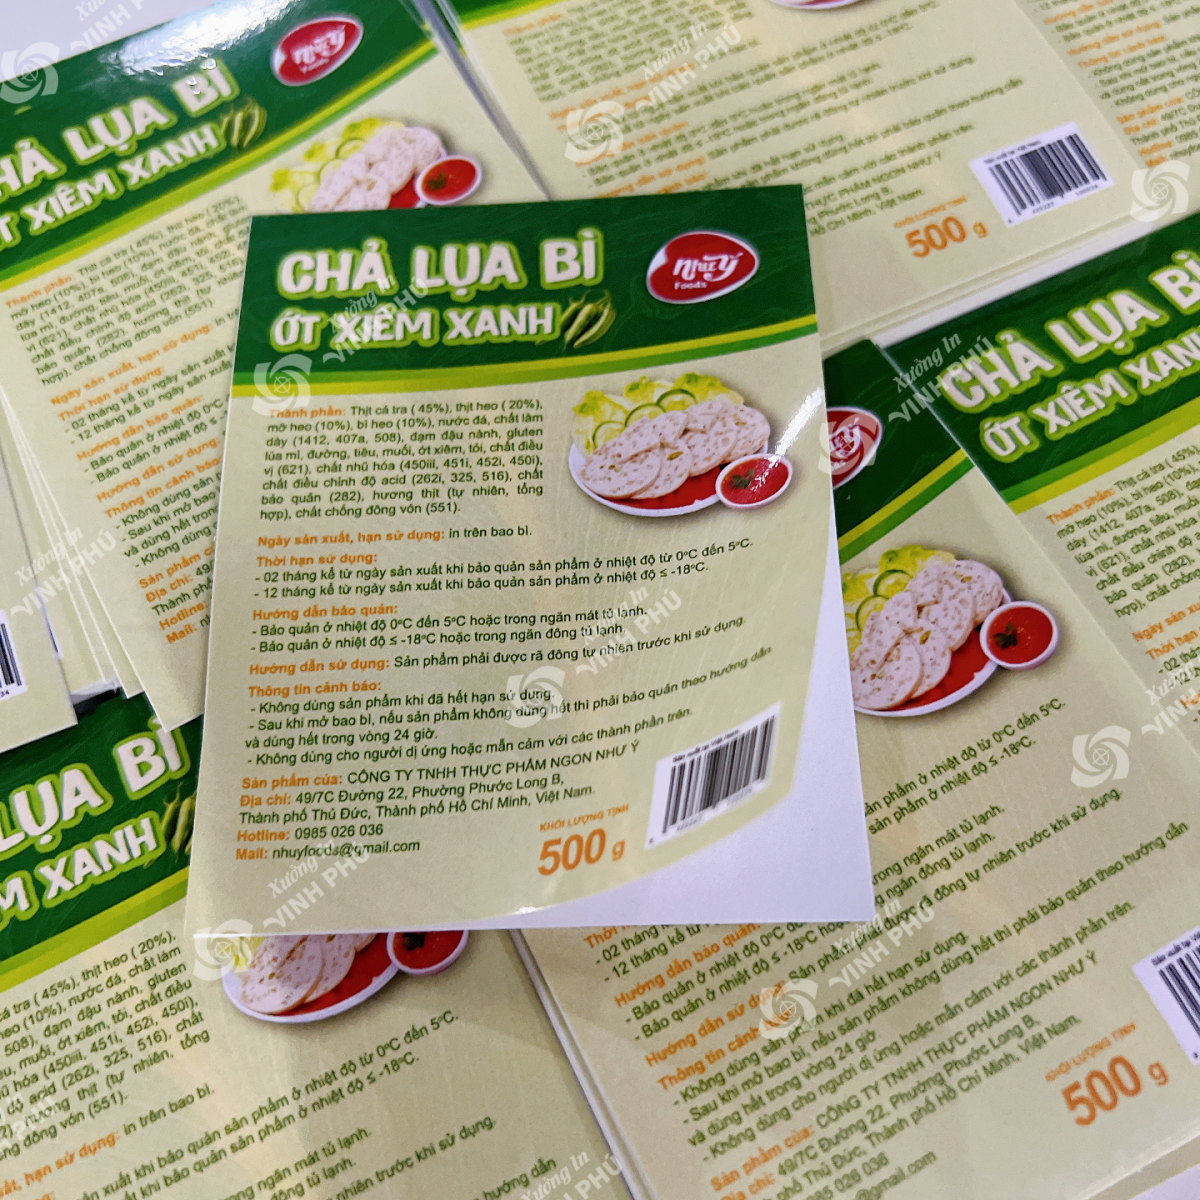 CHẢ LỤA BÌ
ỚT XIÊM XANH
Như Ý
Foods
Thành phần: Thịt cá tra ( 45%), thịt heo ( 20%),
mỡ heo (10%), bì heo (10%), nước đá, chất làm
dày (1412, 407a, 508), đạm đậu nành, gluten
lúa mì, đường, tiêu, muối, ớt xiêm, tỏi, chất điều
vị (621), chất nhũ hóa (450iii, 451i, 452i, 450i),
chất điều chỉnh độ acid (262i, 325, 516), chất
bảo quản (282), hương thịt (tự nhiên, tổng
hợp), chất chống đông vón (551).
Ngày sản xuất, hạn sử dụng: in trên bao bì.
Thời hạn sử dụng:
- 02 tháng kể từ ngày sản xuất khi bảo quản sản phẩm ở nhiệt độ từ 0ºC đến 5ºC.
- 12 tháng kể từ ngày sản xuất khi bảo quản sản phẩm ở nhiệt độ ≤ -18ºC.
Hướng dẫn bảo quản:
- Bảo quản ở nhiệt độ 0ºC đến 5ºC hoặc trong ngăn mát tủ lạnh.
- Bảo quản ở nhiệt độ ≤ -18ºC hoặc trong ngăn đông tủ lạnh.
Hướng dẫn sử dụng: Sản phẩm phải được rã đông tự nhiên trước khi sử dụng.
Thông tin cảnh báo:
- Không dùng sản phẩm khi đã hết hạn sử dụng.
- Sau khi mở bao bì, nếu sản phẩm không dùng hết thì phải bảo quản theo hướng dẫn
và dùng hết trong vòng 24 giờ.
- Không dùng cho người dị ứng hoặc mẫn cảm với các thành phần trên.
Sản phẩm của: CÔNG TY TNHH THỰC PHẨM NGON NHƯ Ý
Địa chỉ: 49/7C Đường 22, Phường Phước Long B,
Thành phố Thủ Đức, Thành phố Hồ Chí Minh, Việt Nam.
Hotline: 0985 026 036
Mail: nhuyfoods@gmail.com
KHỐI LƯỢNG TỊNH
500 g
Sản xuất tại Việt Nam
Xưởng In
VINH PHÚ